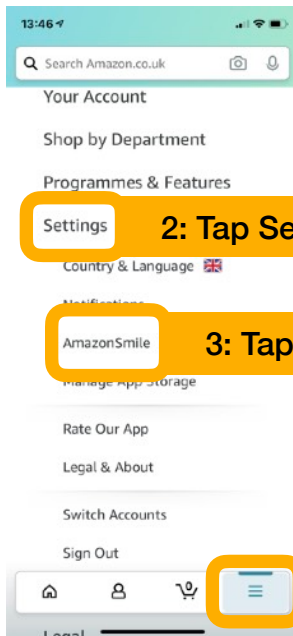 13:46
Search Amazon.co.uk
Your Account
Shop by Department
Programmes & Features
Settings
2: Tap Se
Country & Language
Notifications
AmazonSmile
3: Tap
Manage App Storage
Rate Our App
Legal & About
Switch Accounts
Sign Out
0
Legal